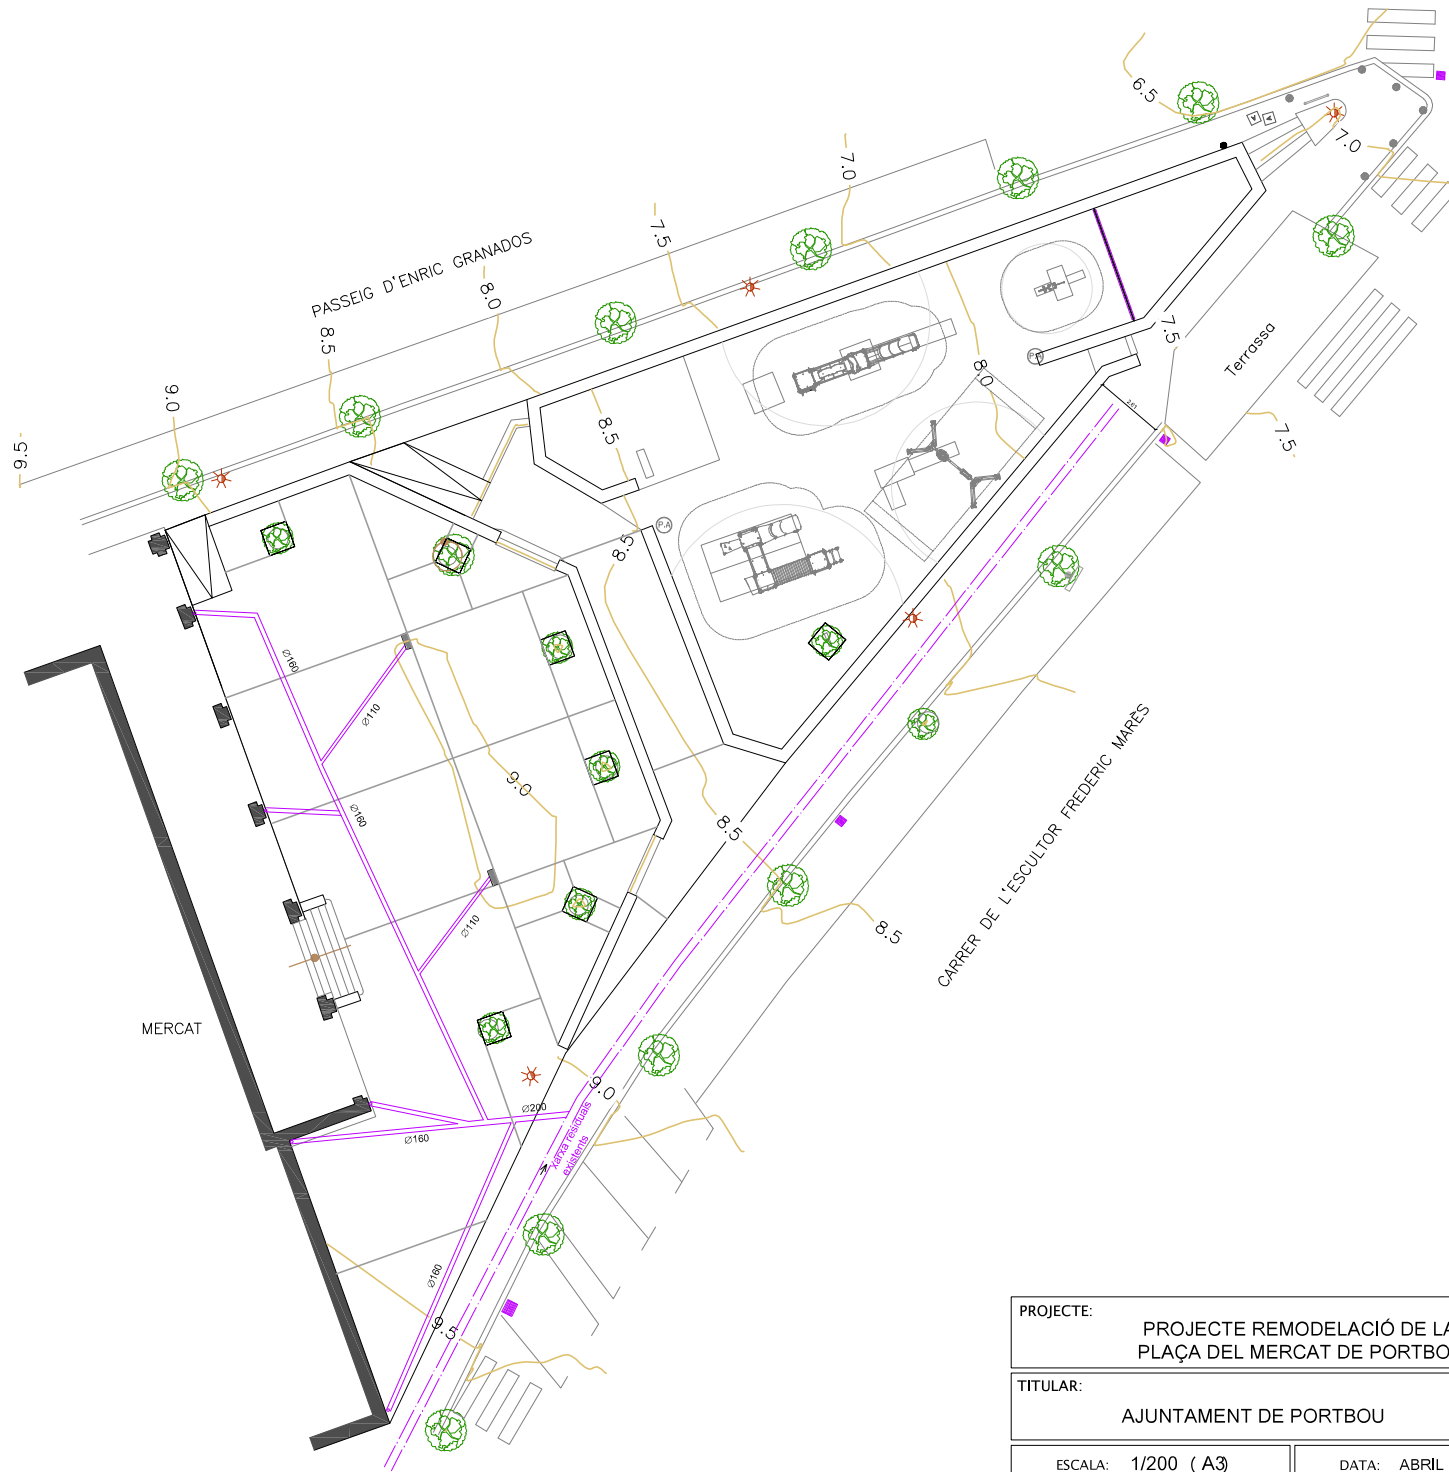 6.5
7.0
7.0
7.5
PASSEIG D'ENRIC GRANADOS
8.0
8.5
9.0
9.5
7.5
Terrassa
P.A
8.0
2.61
8.5
7.5
P.A
8.5
Ø160
Ø110
9.0
Ø160
8.5
CARRER DE L'ESCULTOR FREDERIC MARÈS
Ø110
8.5
MERCAT
9.0
Ø200
Ø160
xarxa residuals
existents
Ø160
9.5
PROJECTE:
PROJECTE REMODELACIÓ DE LA
PLAÇA DEL MERCAT DE PORTBO
TITULAR:
AJUNTAMENT DE PORTBOU
ESCALA: 1/200 ( A3)
DATA: ABRIL